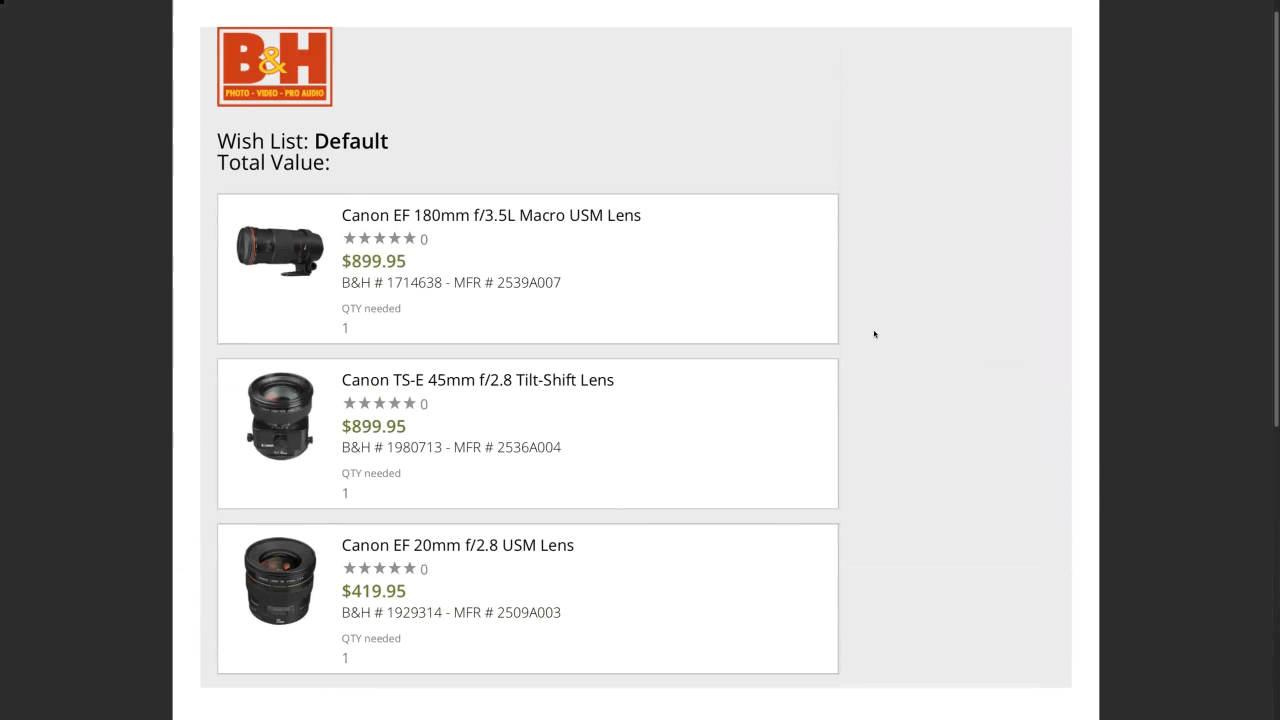 B&H
PHOTO - VIDEO - PRO AUDIO
Wish List: Default
Total Value:
Canon EF 180mm f/3.5L Macro USM Lens
★★★★★ 0
$899.95
B&H # 1714638 - MFR # 2539A007
QTY needed
1
Canon TS-E 45mm f/2.8 Tilt-Shift Lens
★★★★★ 0
$899.95
B&H # 1980713 - MFR # 2536A004
QTY needed
1
Canon EF 20mm f/2.8 USM Lens
★★★★★ 0
$419.95
B&H # 1929314 - MFR # 2509A003
QTY needed
1